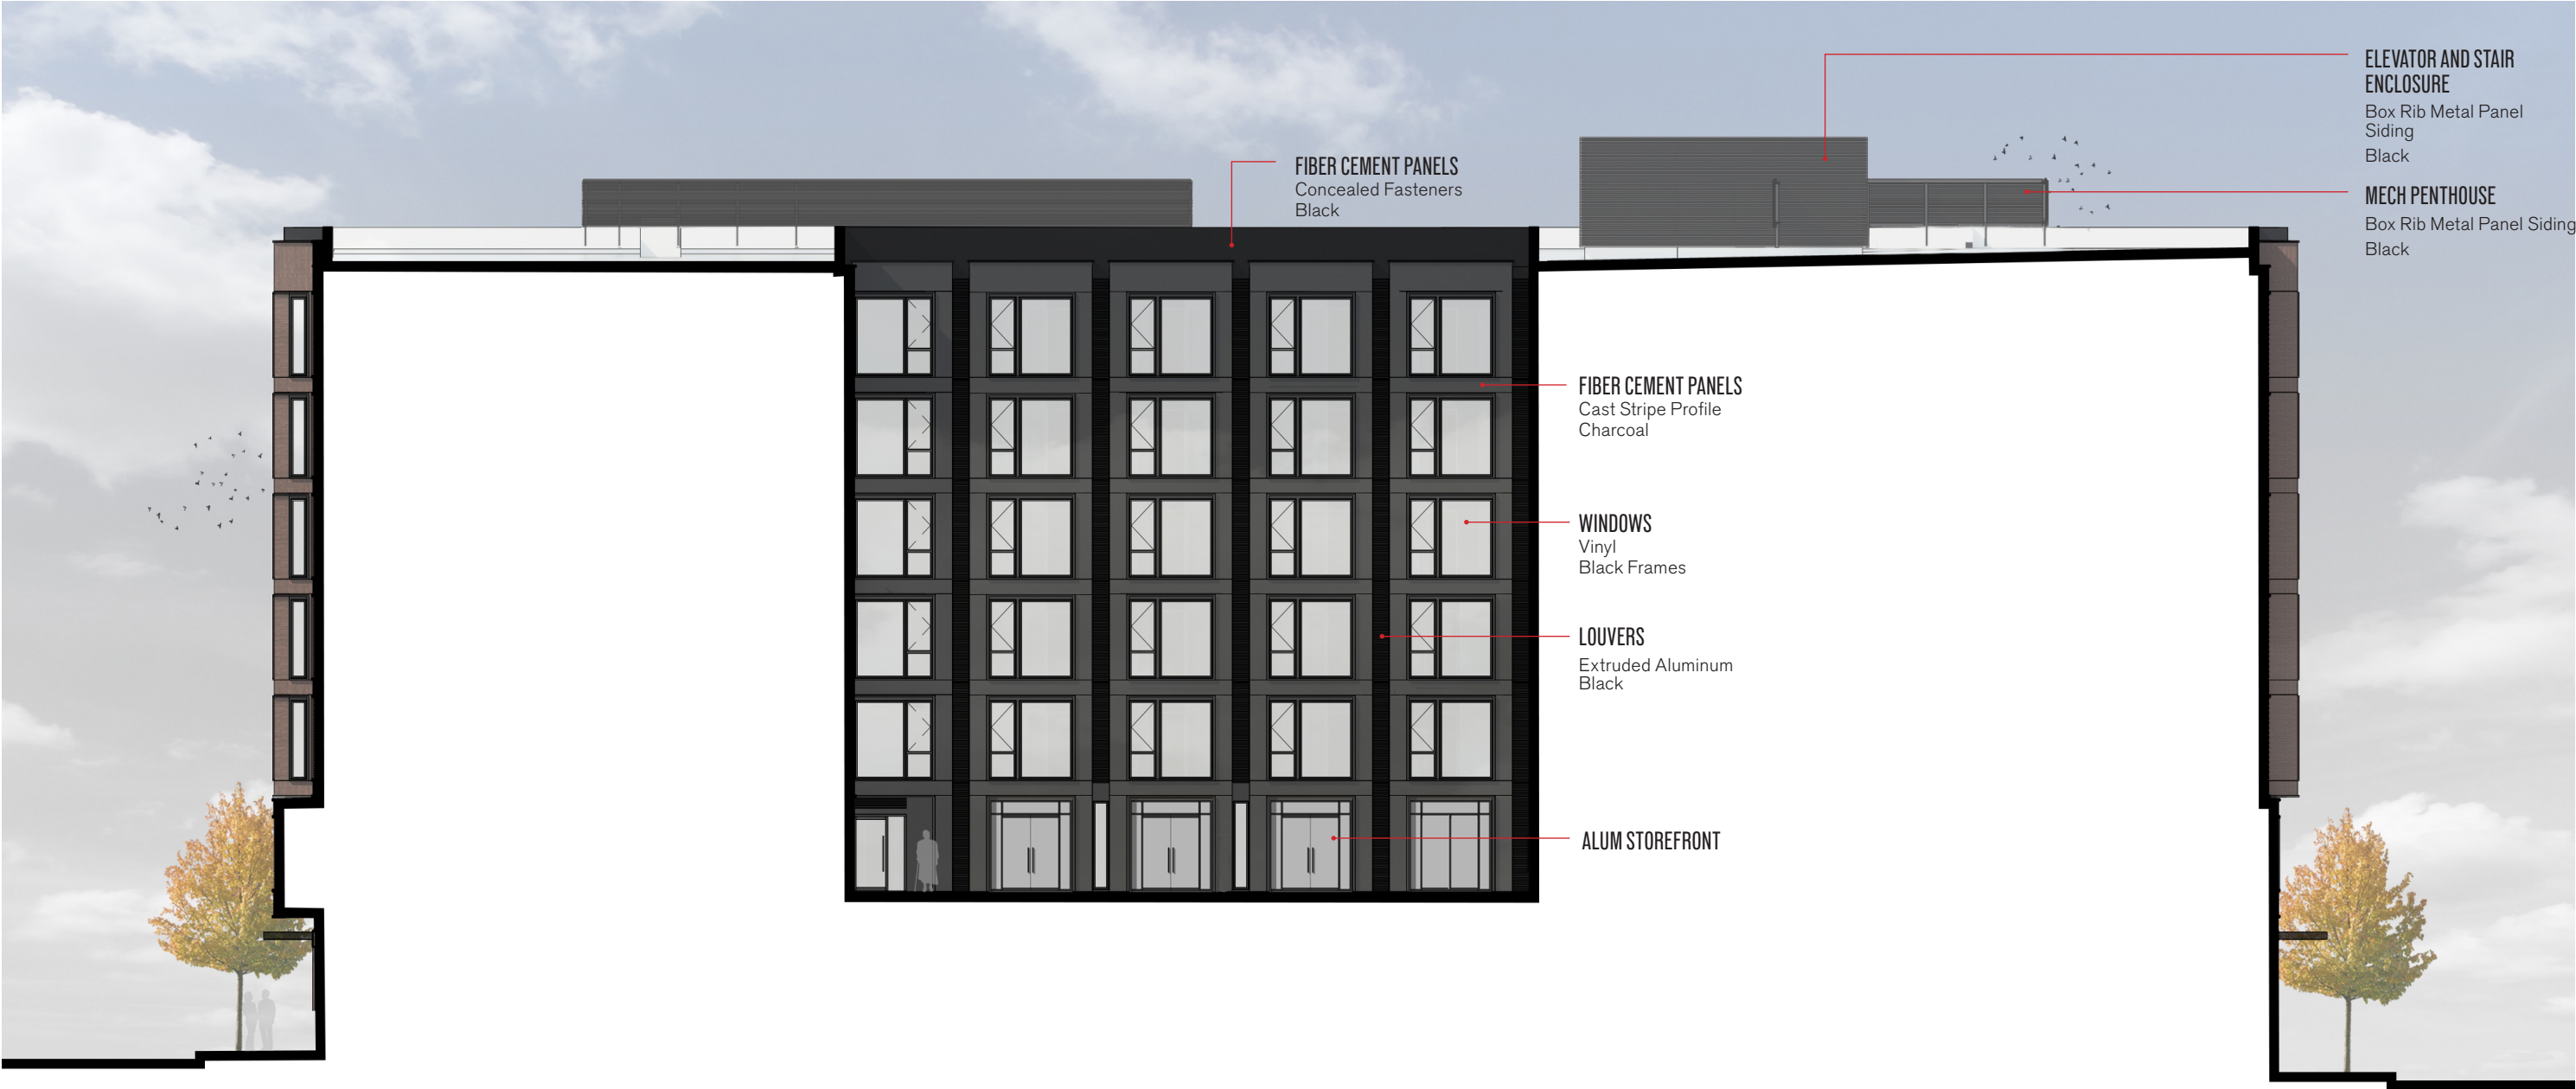 ELEVATOR AND STAIR
ENCLOSURE
Box Rib Metal Panel
Siding
Black
MECH PENTHOUSE
Box Rib Metal Panel Siding
Black
FIBER CEMENT PANELS
Concealed Fasteners
Black
FIBER CEMENT PANELS
Cast Stripe Profile
Charcoal
WINDOWS
Vinyl
Black Frames
LOUVERS
Extruded Aluminum
Black
ALUM STOREFRONT